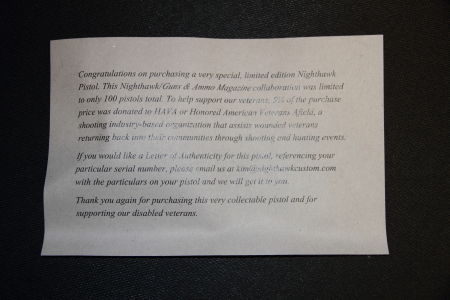 Congratulations on purchasing a very special, limited edition Nighthawk
Pistol. This Nighthawk/Guns & Ammo Magazine collaboration was limited
to only 100 pistols total. To help support our veterans, 5% of the purchase
price was donated to HAVA or Honored American Veterans Afield, a
shooting industry-based organization that assists wounded veterans
returning back into their communities through shooting and hunting events.
If you would like a Letter of Authenticity for this pistol, referencing your
particular serial number, please email us at kim@nighthawkcustom.com
with the particulars on your pistol and we will get it to you.
Thank you again for purchasing this very collectable pistol and for
supporting our disabled veterans.